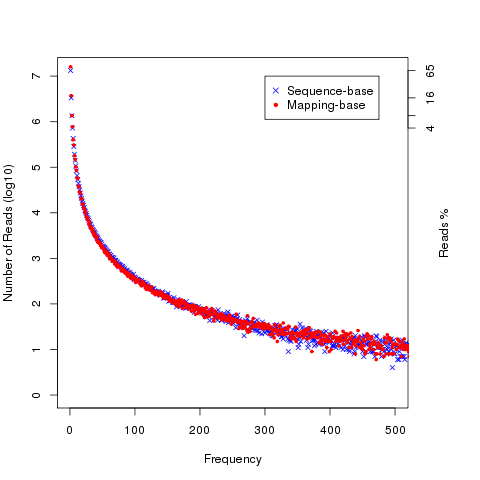 Sequence-base
Mapping-base
Number of Reads (log10)
7
6
5
4
3
2
1
0
65
16
4
Reads %
0 100 200 300 400 500
Frequency